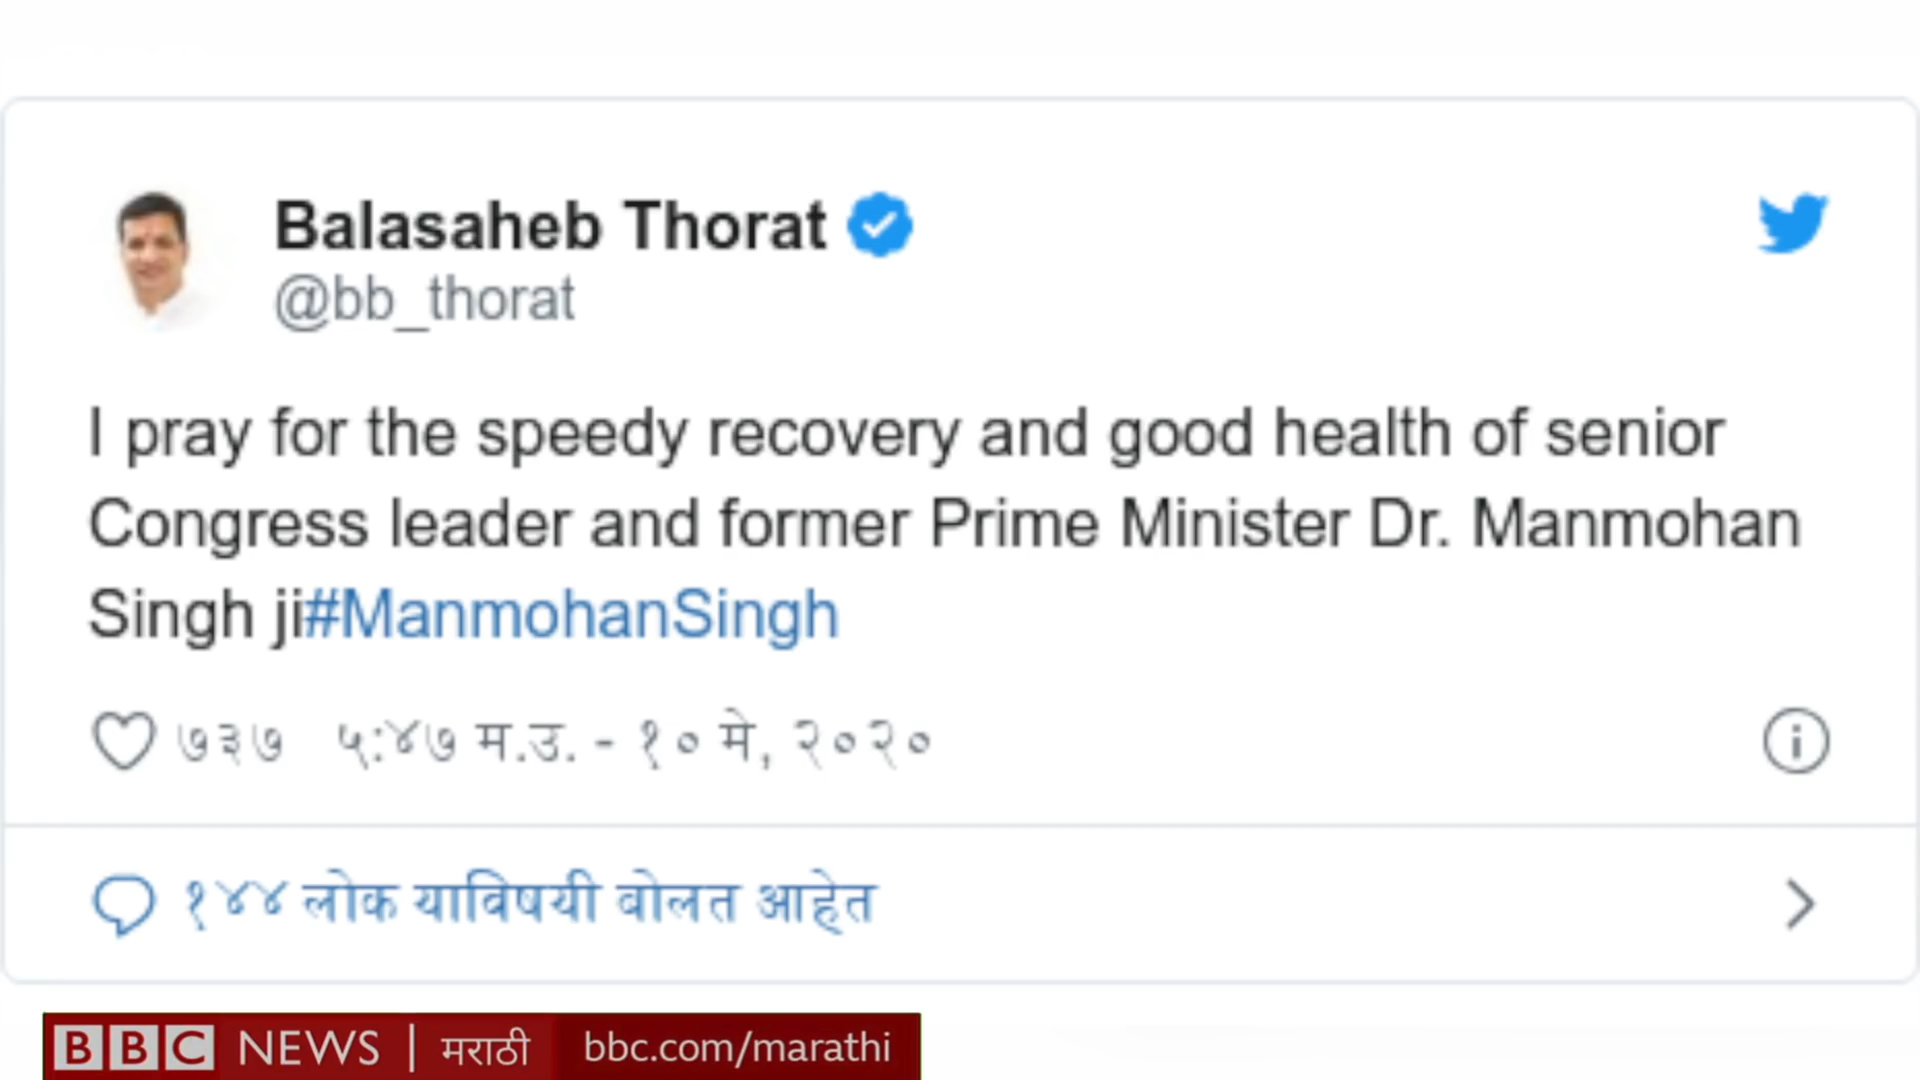 Balasaheb Thorat
@bb_thorat
I pray for the speedy recovery and good health of senior
Congress leader and former Prime Minister Dr. Manmohan
Singh ji#ManmohanSingh
७३७ ५:४७ म.उ. - १० मे, २०२०
१४४ लोक याविषयी बोलत आहेत
BBC NEWS | मराठी bbc.com/marathi